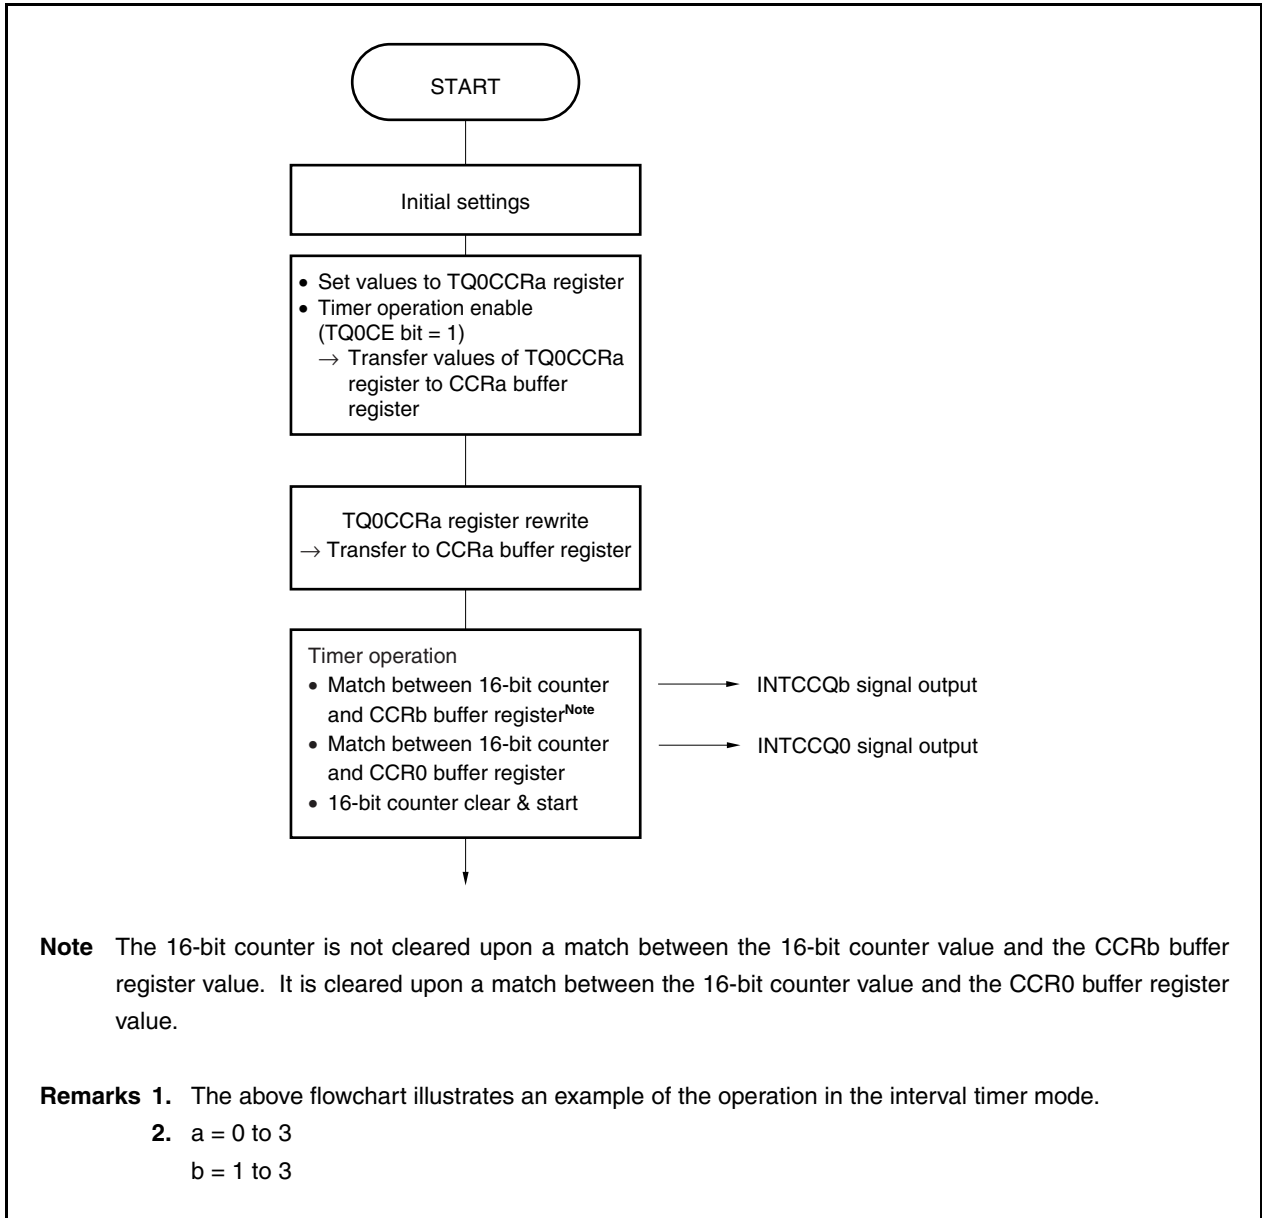 START
Initial settings
• Set values to TQ0CCRa register
• Timer operation enable
(TQ0CE bit = 1)
→ Transfer values of TQ0CCRa
register to CCRa buffer
register
TQ0CCRa register rewrite
→ Transfer to CCRa buffer register
Timer operation
• Match between 16-bit counter
and CCRb buffer registerNote
INTCCQb signal output
• Match between 16-bit counter
and CCR0 buffer register
INTCCQ0 signal output
• 16-bit counter clear & start
Note The 16-bit counter is not cleared upon a match between the 16-bit counter value and the CCRb buffer
register value. It is cleared upon a match between the 16-bit counter value and the CCR0 buffer register
value.
Remarks 1. The above flowchart illustrates an example of the operation in the interval timer mode.
2. a = 0 to 3
b = 1 to 3